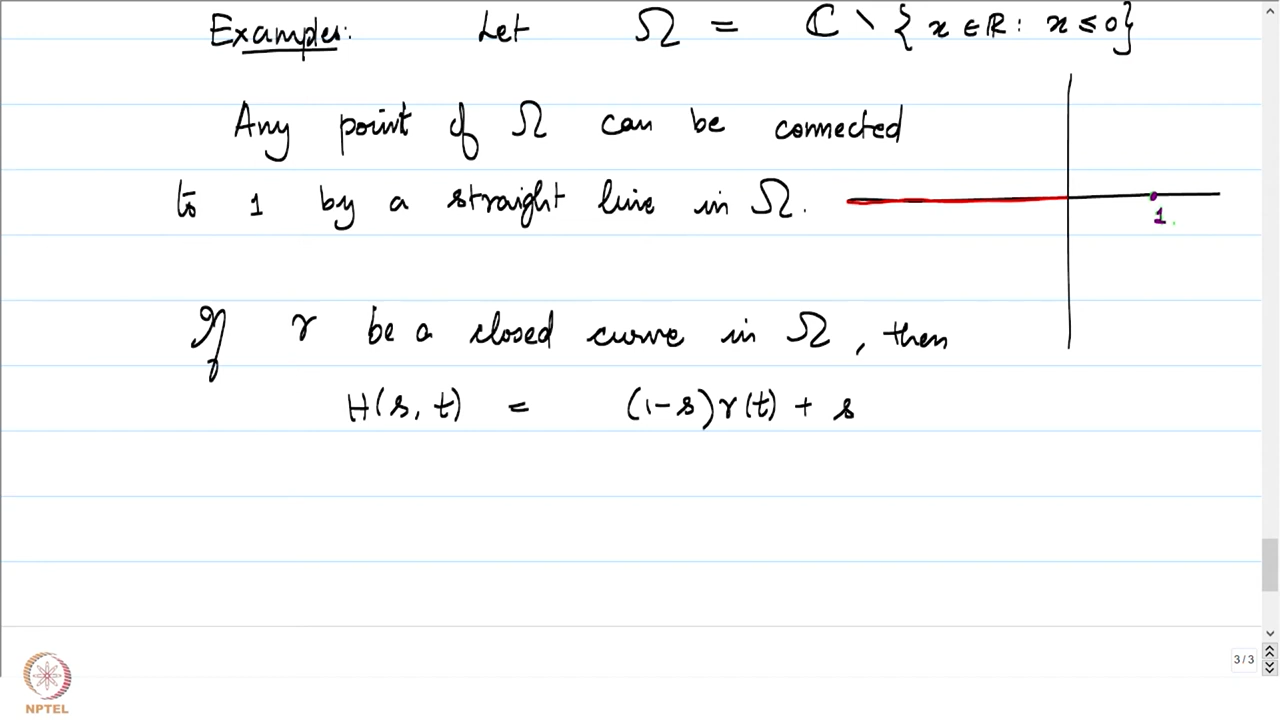 Examples: Let Ω = ℂ \ { x ∈ ℝ : x ≤ 0 }
Any point of Ω can be connected
to 1 by a straight line in Ω.
1
If γ be a closed curve in Ω, then
H(s, t) = (1-s)γ(t) + s
3 / 3
NPTEL